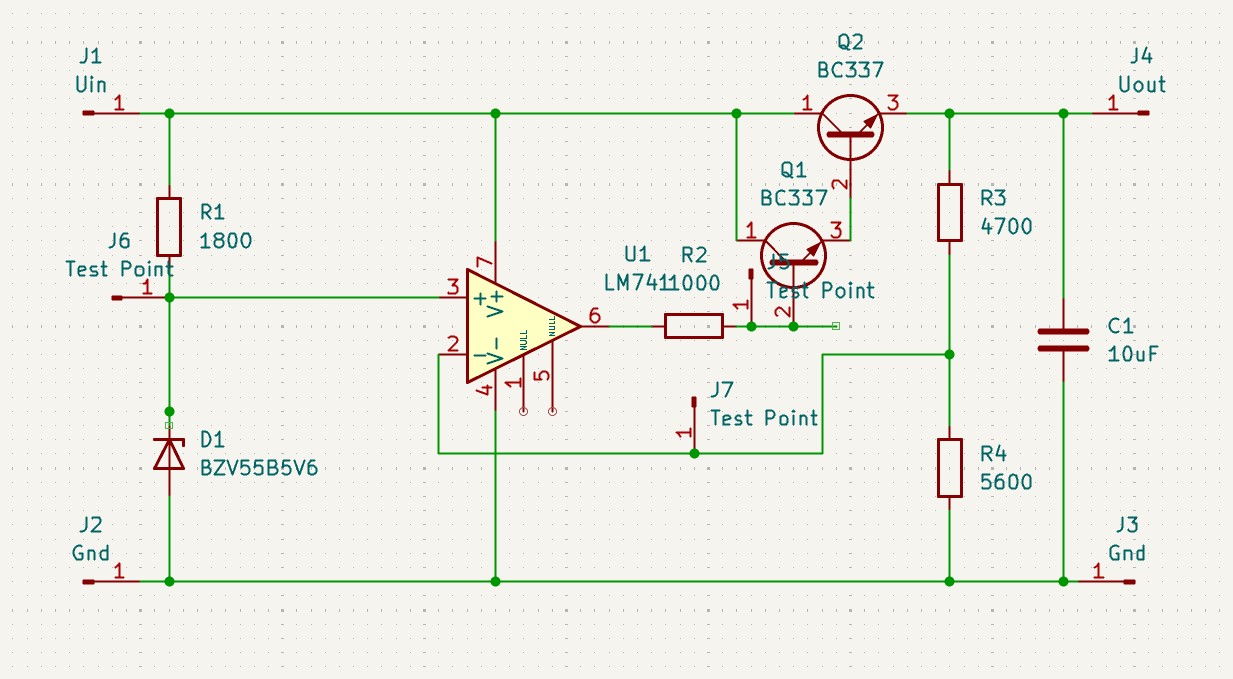 J1
Uin
1
Q2
BC337
1
3
2
J4
Uout
1
R1
1800
J6
Test Point
1
Q1
BC337
1
3
2
R3
4700
U1
LM741
R2
1000
J5
Test Point
1
7
3
+
V+
2
−
V−
6
NULL
NULL
4
1
5
C1
10uF
J7
Test Point
1
D1
BZV55B5V6
R4
5600
J2
Gnd
1
J3
Gnd
1